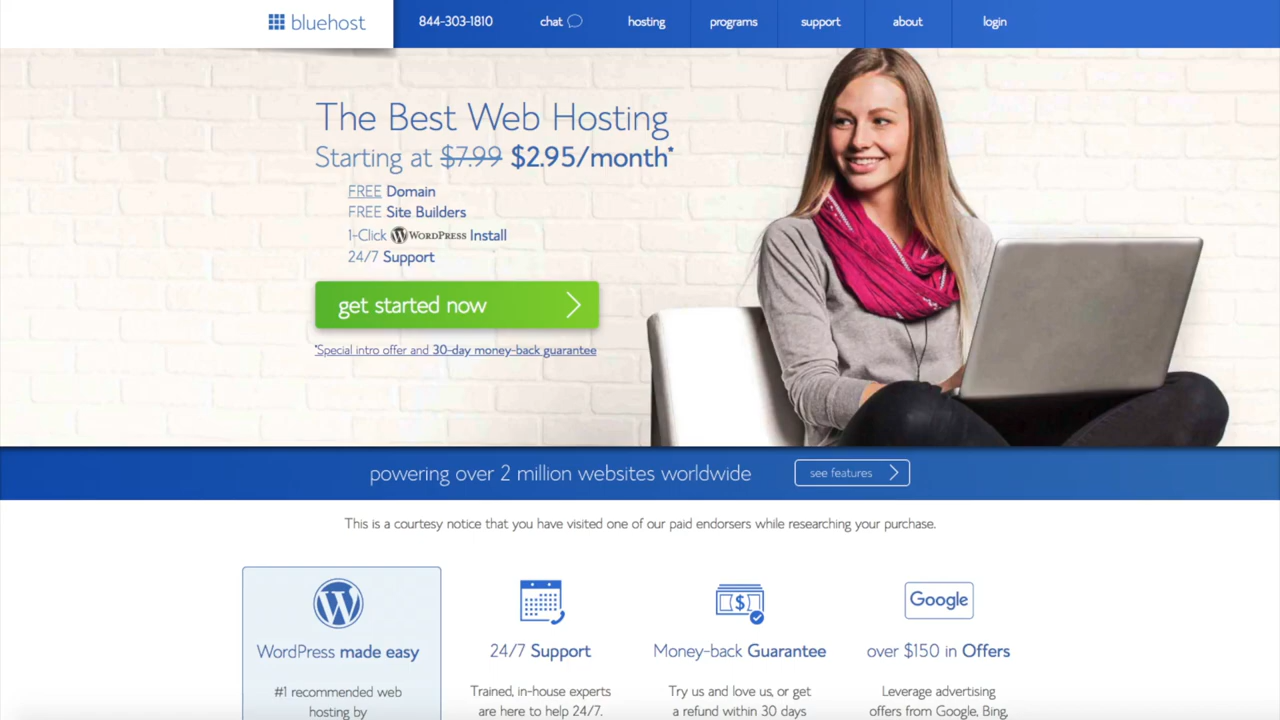 bluehost
844-303-1810
chat
hosting
programs
support
about
login
The Best Web Hosting
Starting at $7.99 $2.95/month*
FREE Domain
FREE Site Builders
1-Click WORDPRESS Install
24/7 Support
get started now
*Special intro offer and 30-day money-back guarantee
powering over 2 million websites worldwide
see features
This is a courtesy notice that you have visited one of our paid endorsers while researching your purchase.
WordPress made easy
#1 recommended web
hosting by
24/7 Support
Trained, in-house experts
are here to help 24/7.
Money-back Guarantee
Try us and love us, or get
a refund within 30 days
Google
over $150 in Offers
Leverage advertising
offers from Google, Bing,